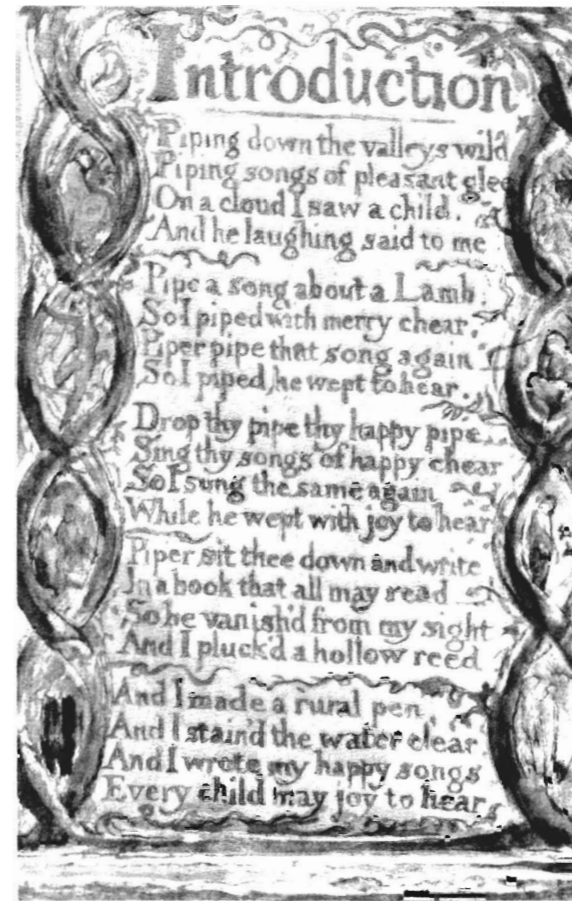 Introduction
Piping down the valleys wild
Piping songs of pleasant glee
On a cloud I saw a child.
And he laughing said to me
Pipe a song about a Lamb;
So I piped with merry chear,
Piper pipe that song again
So I piped, he wept to hear.
Drop thy pipe thy happy pipe
Sing thy songs of happy chear
So I sung the same again
While he wept with joy to hear
Piper sit thee down and write
In a book that all may read
So he vanish'd from my sight
And I pluck'd a hollow reed
And I made a rural pen,
And I stain'd the water clear
And I wrote my happy songs
Every child may joy to hear